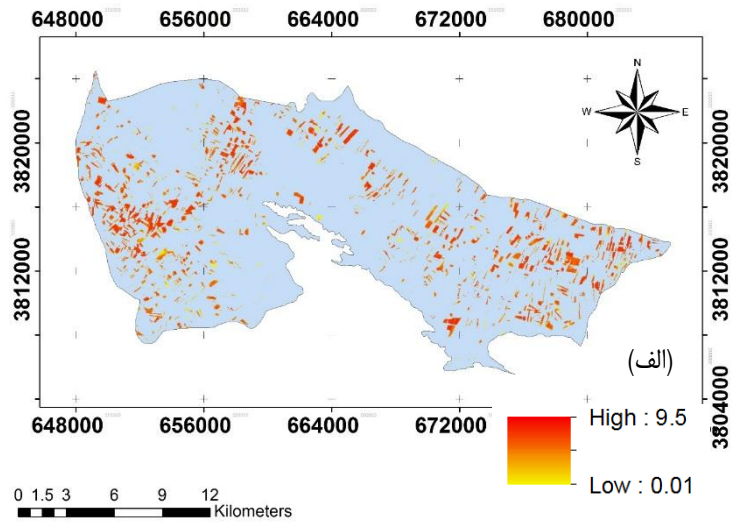 648000 656000 664000 672000 680000
N
W E
S
3820000
3820000
3812000
3812000
(الف)
3804000
648000 656000 664000 672000
High : 9.5
Low : 0.01
0 1.5 3 6 9 12
Kilometers